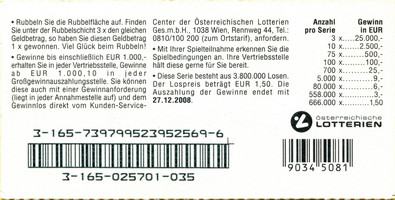 • Rubbeln Sie die Rubbelfläche auf. Finden
Sie unter der Rubbelschicht 3 x den gleichen
Geldbetrag, so haben Sie diesen Geldbetrag
1 x gewonnen. Viel Glück beim Rubbeln!
• Gewinne bis einschließlich EUR 1.000,-
erhalten Sie in jeder Vertriebsstelle, Gewinne
ab EUR 1.000,10 in jeder
Großgewinnauszahlungsstelle. Sie können
diese auch mit einer Gewinnanforderung
(liegt in jeder Annahmestelle auf) und dem
Gewinnlos direkt vom Kunden-Service-
Center der Österreichischen Lotterien
Ges.m.b.H., 1038 Wien, Rennweg 44, Tel.:
0810/100 200 (zum Ortstarif), anfordern.
• Mit Ihrer Spielteilnahme erkennen Sie die
Spielbedingungen an. Ihre Vertriebsstelle
hält diese gerne für Sie bereit.
• Diese Serie besteht aus 3.800.000 Losen.
Der Lospreis beträgt EUR 1,50. Die
Auszahlung der Gewinne endet mit
27.12.2008.
Anzahl pro Serie Gewinn in EUR
3 x ..... 25.000,-
10 x ....... 2.500,-
75 x .......... 500,-
100 x .......... 100,-
700 x ............ 25,-
5.000 x .............. 9,-
80.000 x .............. 6,-
558.000 x .............. 3,-
666.000 x ........... 1,50
3-165-739799523952569-6
3-165-025701-035
österreichische
LOTTERIEN
9034 5081